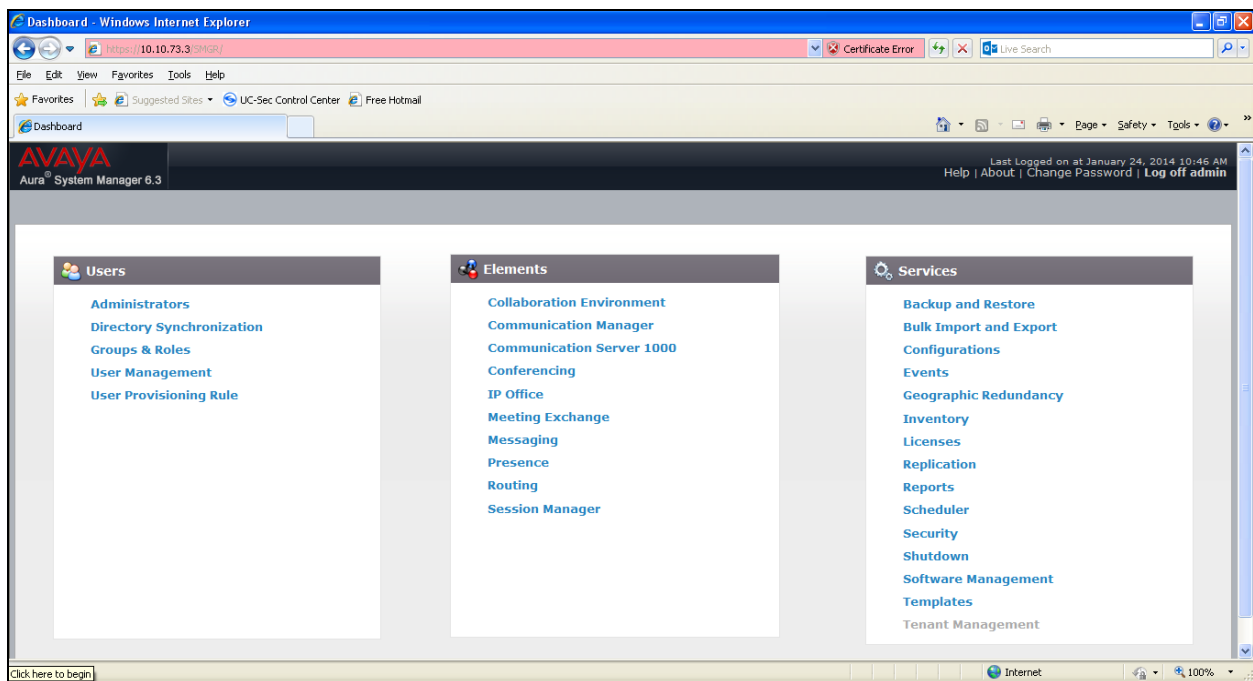 Dashboard - Windows Internet Explorer
https://10.10.73.3/SMGR/
Certificate Error
Live Search
File Edit View Favorites Tools Help
Favorites Suggested Sites UC-Sec Control Center Free Hotmail
Dashboard
Page Safety Tools »
AVAYA
Aura® System Manager 6.3
Last Logged on at January 24, 2014 10:46 AM
Help | About | Change Password | Log off admin
Users
Administrators
Directory Synchronization
Groups & Roles
User Management
User Provisioning Rule
Elements
Collaboration Environment
Communication Manager
Communication Server 1000
Conferencing
IP Office
Meeting Exchange
Messaging
Presence
Routing
Session Manager
Services
Backup and Restore
Bulk Import and Export
Configurations
Events
Geographic Redundancy
Inventory
Licenses
Replication
Reports
Scheduler
Security
Shutdown
Software Management
Templates
Tenant Management
Click here to begin
Internet
100%